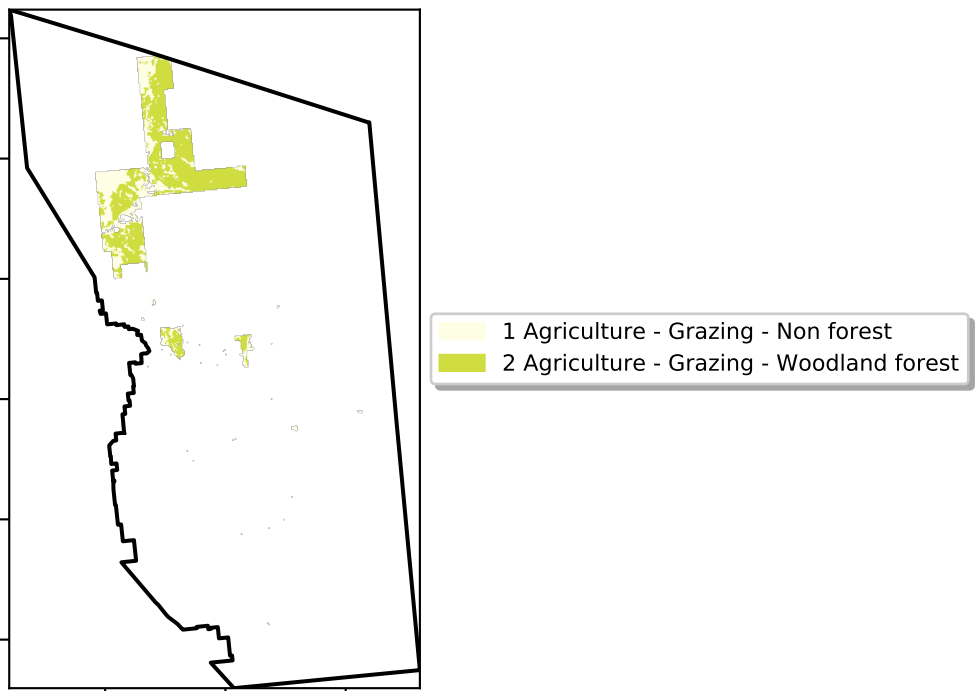 1 Agriculture - Grazing - Non forest
2 Agriculture - Grazing - Woodland forest